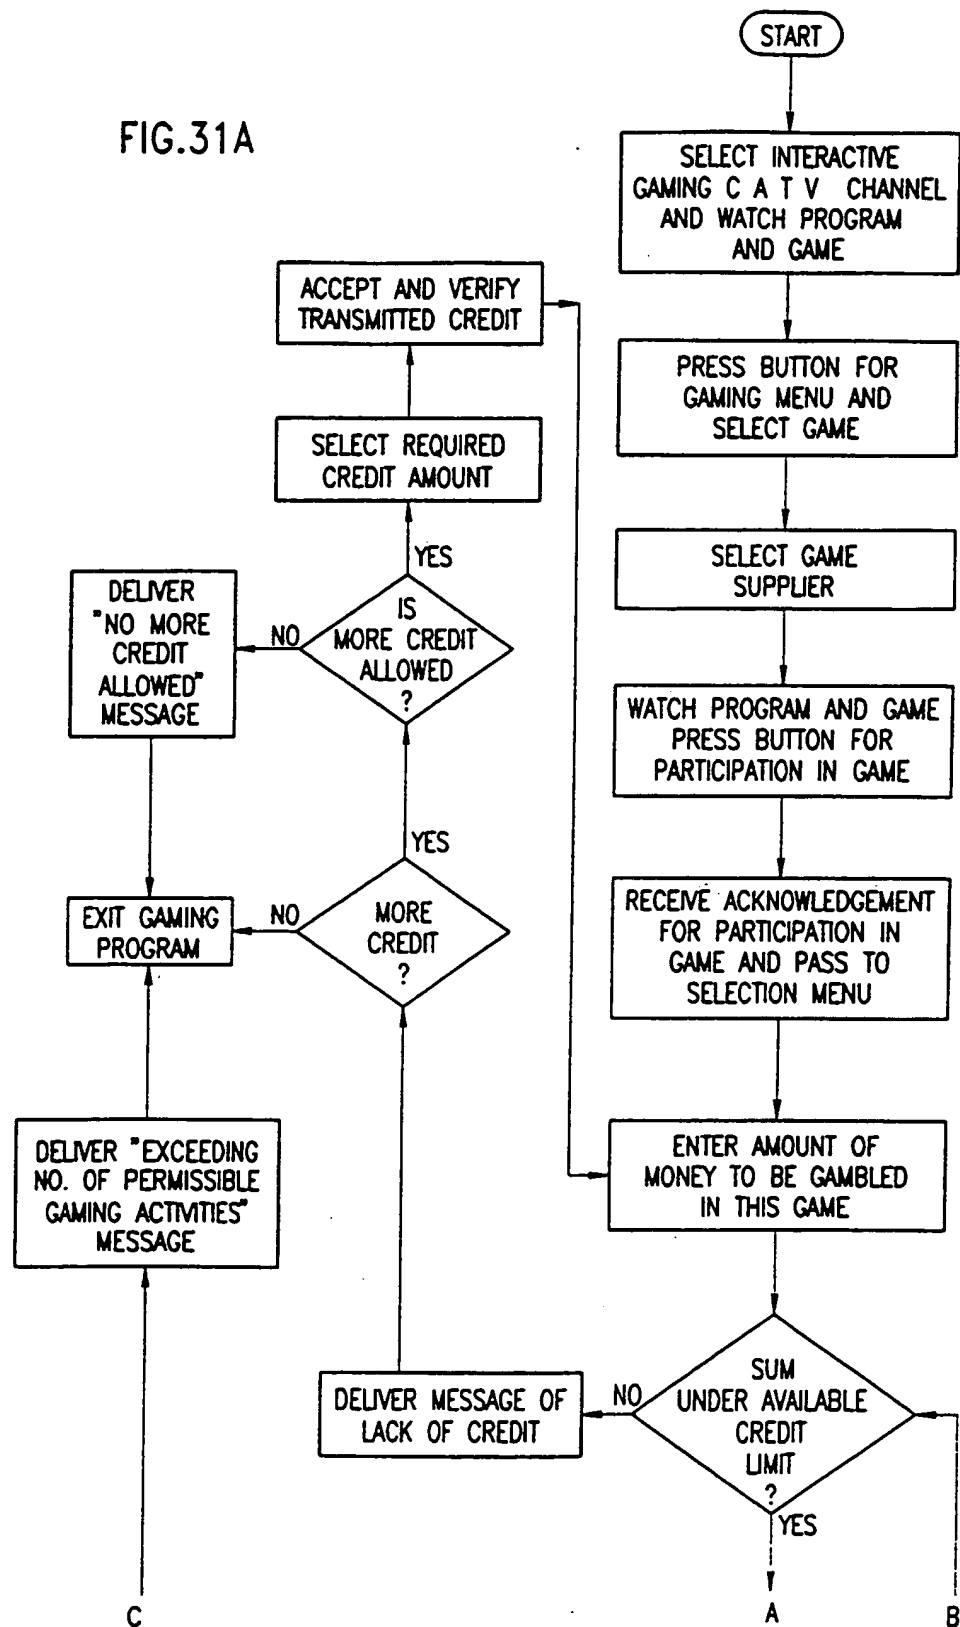 START
FIG.31A
SELECT INTERACTIVE
GAMING C A T V CHANNEL
AND WATCH PROGRAM
AND GAME
ACCEPT AND VERIFY
TRANSMITTED CREDIT
PRESS BUTTON FOR
GAMING MENU AND
SELECT GAME
SELECT REQUIRED
CREDIT AMOUNT
YES
SELECT GAME
SUPPLIER
DELIVER
"NO MORE
CREDIT
ALLOWED"
MESSAGE
NO
IS
MORE CREDIT
ALLOWED
?
WATCH PROGRAM AND GAME
PRESS BUTTON FOR
PARTICIPATION IN GAME
YES
EXIT GAMING
PROGRAM
NO
MORE
CREDIT
?
RECEIVE ACKNOWLEDGEMENT
FOR PARTICIPATION IN
GAME AND PASS TO
SELECTION MENU
DELIVER "EXCEEDING
NO. OF PERMISSIBLE
GAMING ACTIVITIES"
MESSAGE
ENTER AMOUNT OF
MONEY TO BE GAMBLED
IN THIS GAME
DELIVER MESSAGE OF
LACK OF CREDIT
NO
SUM
UNDER AVAILABLE
CREDIT
LIMIT
?
YES
C
A
B